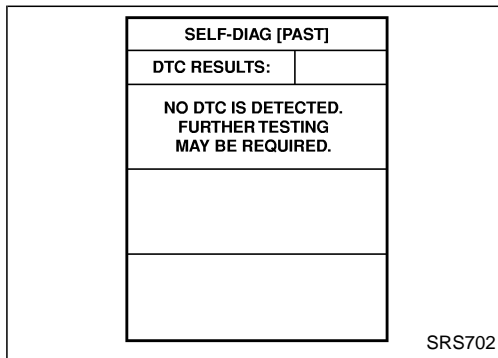 SELF-DIAG [PAST]
DTC RESULTS:
NO DTC IS DETECTED.
FURTHER TESTING
MAY BE REQUIRED.
SRS702